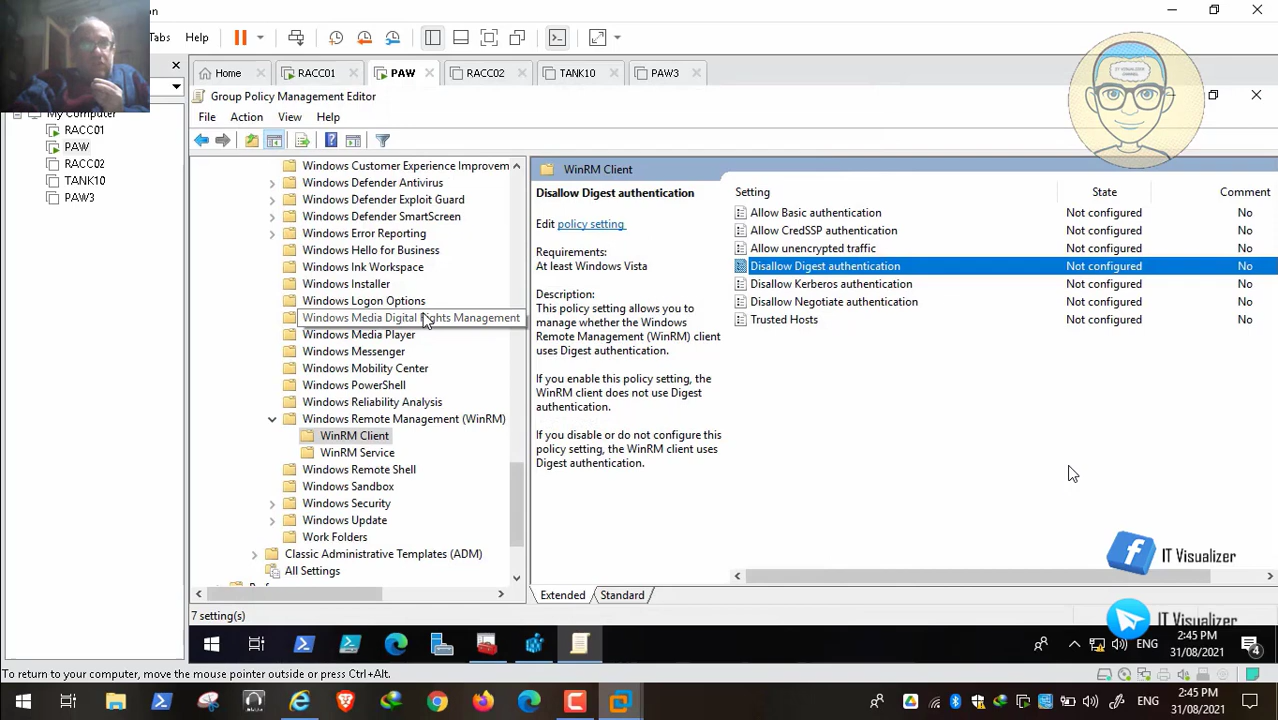 on
Tabs Help
Home RACC01 PAW RACC02 TANK10 PAW3
My Computer
RACC01
PAW
RACC02
TANK10
PAW3
Group Policy Management Editor
File Action View Help
Windows Customer Experience Improvem
Windows Defender Antivirus
Windows Defender Exploit Guard
Windows Defender SmartScreen
Windows Error Reporting
Windows Hello for Business
Windows Ink Workspace
Windows Installer
Windows Logon Options
Windows Media Digital Rights Management
Windows Media Player
Windows Messenger
Windows Mobility Center
Windows PowerShell
Windows Reliability Analysis
Windows Remote Management (WinRM)
WinRM Client
WinRM Service
Windows Remote Shell
Windows Sandbox
Windows Security
Windows Update
Work Folders
Classic Administrative Templates (ADM)
All Settings
WinRM Client
Disallow Digest authentication
Edit policy setting
Requirements:
At least Windows Vista
Description:
This policy setting allows you to
manage whether the Windows
Remote Management (WinRM) client
uses Digest authentication.
If you enable this policy setting, the
WinRM client does not use Digest
authentication.
If you disable or do not configure this
policy setting, the WinRM client uses
Digest authentication.
Setting State Comment
Allow Basic authentication Not configured No
Allow CredSSP authentication Not configured No
Allow unencrypted traffic Not configured No
Disallow Digest authentication Not configured No
Disallow Kerberos authentication Not configured No
Disallow Negotiate authentication Not configured No
Trusted Hosts Not configured No
IT VISUALIZER
CHANNEL
IT Visualizer
IT Visualizer
Extended Standard
7 setting(s)
ENG 2:45 PM
31/08/2021
4
To return to your computer, move the mouse pointer outside or press Ctrl+Alt.
ENG 2:45 PM
31/08/2021